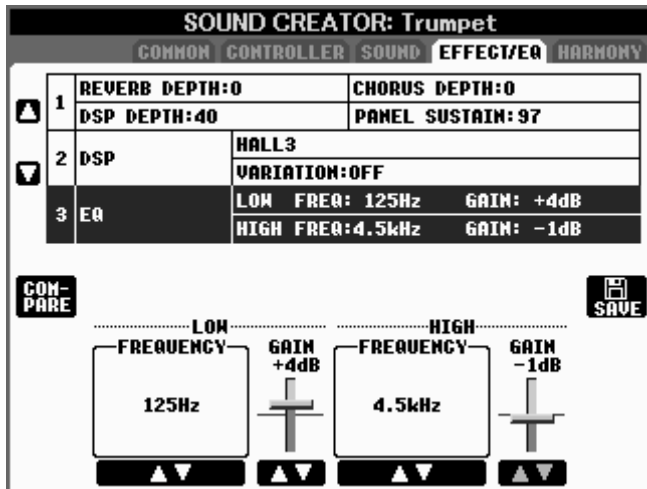 SOUND CREATOR: Trumpet
COMMON CONTROLLER SOUND EFFECT/EQ HARMONY
1 REVERB DEPTH:0 CHORUS DEPTH:0
DSP DEPTH:40 PANEL SUSTAIN:97
2 DSP HALL3
VARIATION:OFF
3 EQ LOW FREQ: 125Hz GAIN: +4dB
HIGH FREQ:4.5kHz GAIN: -1dB
COM-
PARE
SAVE
LOW HIGH
FREQUENCY GAIN FREQUENCY GAIN
+4dB -1dB
125Hz 4.5kHz